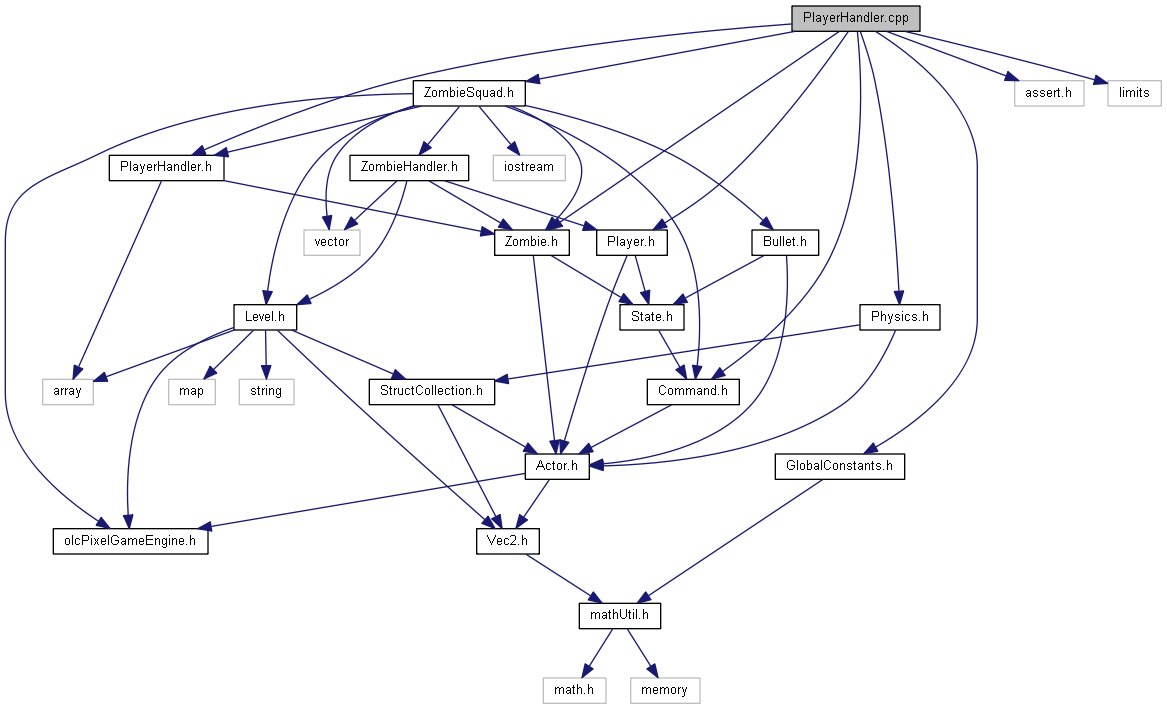 PlayerHandler.cpp
ZombieSquad.h
assert.h
limits
PlayerHandler.h
ZombieHandler.h
iostream
vector
Zombie.h
Player.h
Bullet.h
Level.h
State.h
Physics.h
array
map
string
StructCollection.h
Command.h
Actor.h
GlobalConstants.h
olcPixelGameEngine.h
Vec2.h
mathUtil.h
math.h
memory